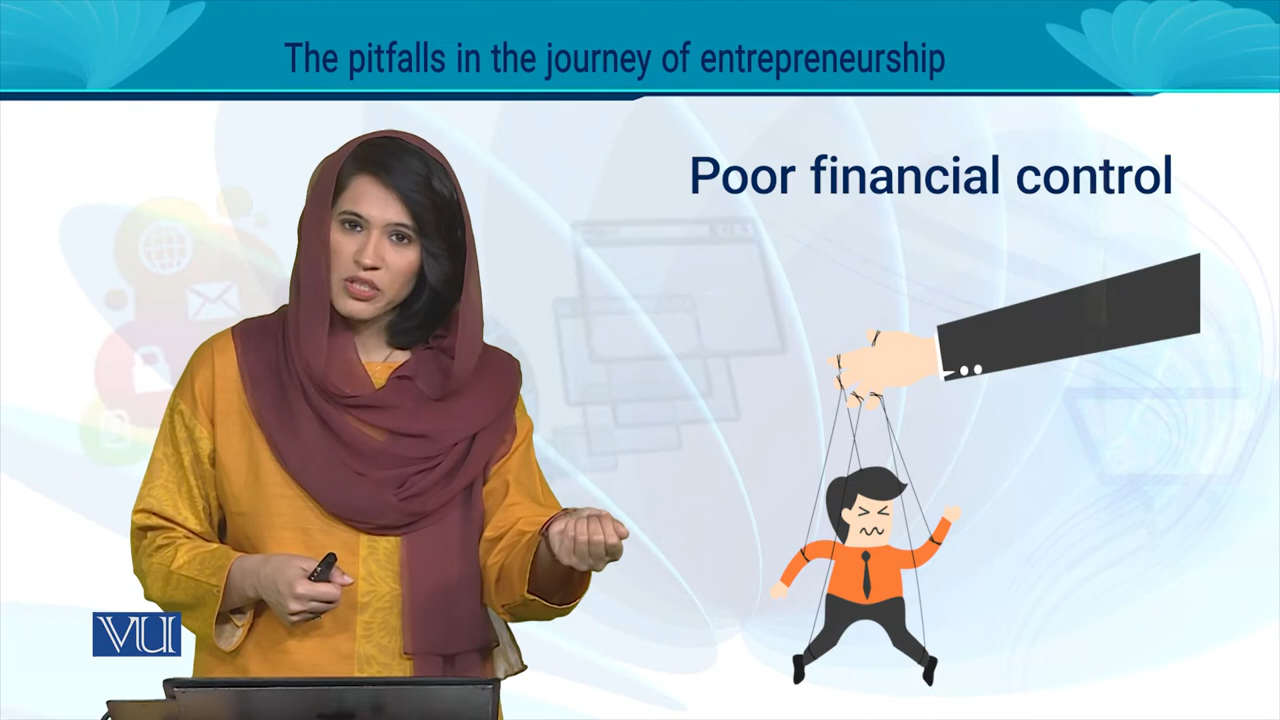 The pitfalls in the journey of entrepreneurship
Poor financial control
VU